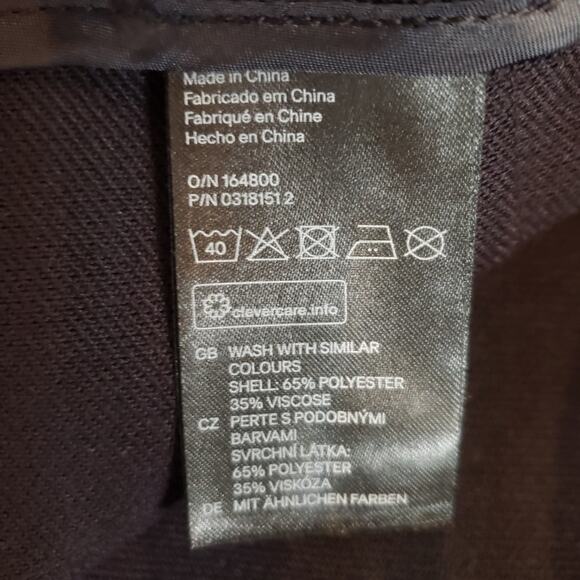 Made in China
Fabricado em China
Fabriqué en Chine
Hecho en China
O/N 164800
P/N 0318151 2
40
clevercare.info
GB WASH WITH SIMILAR
COLOURS
SHELL: 65% POLYESTER
35% VISCOSE
CZ PERTE S PODOBNÝMI
BARVAMI
SVRCHNÍ LÁTKA:
65% POLYESTER
35% VISKÓZA
DE MIT ÄHNLICHEN FARBEN